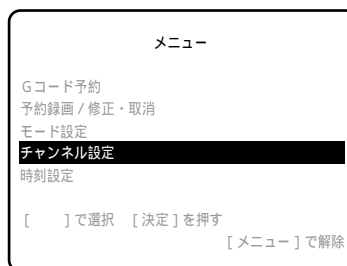 メニュー
Gコード予約
予約録画 / 修正・取消
モード設定
チャンネル設定
時刻設定
[　　] で選択　[ 決定 ] を押す
[ メニュー ] で解除